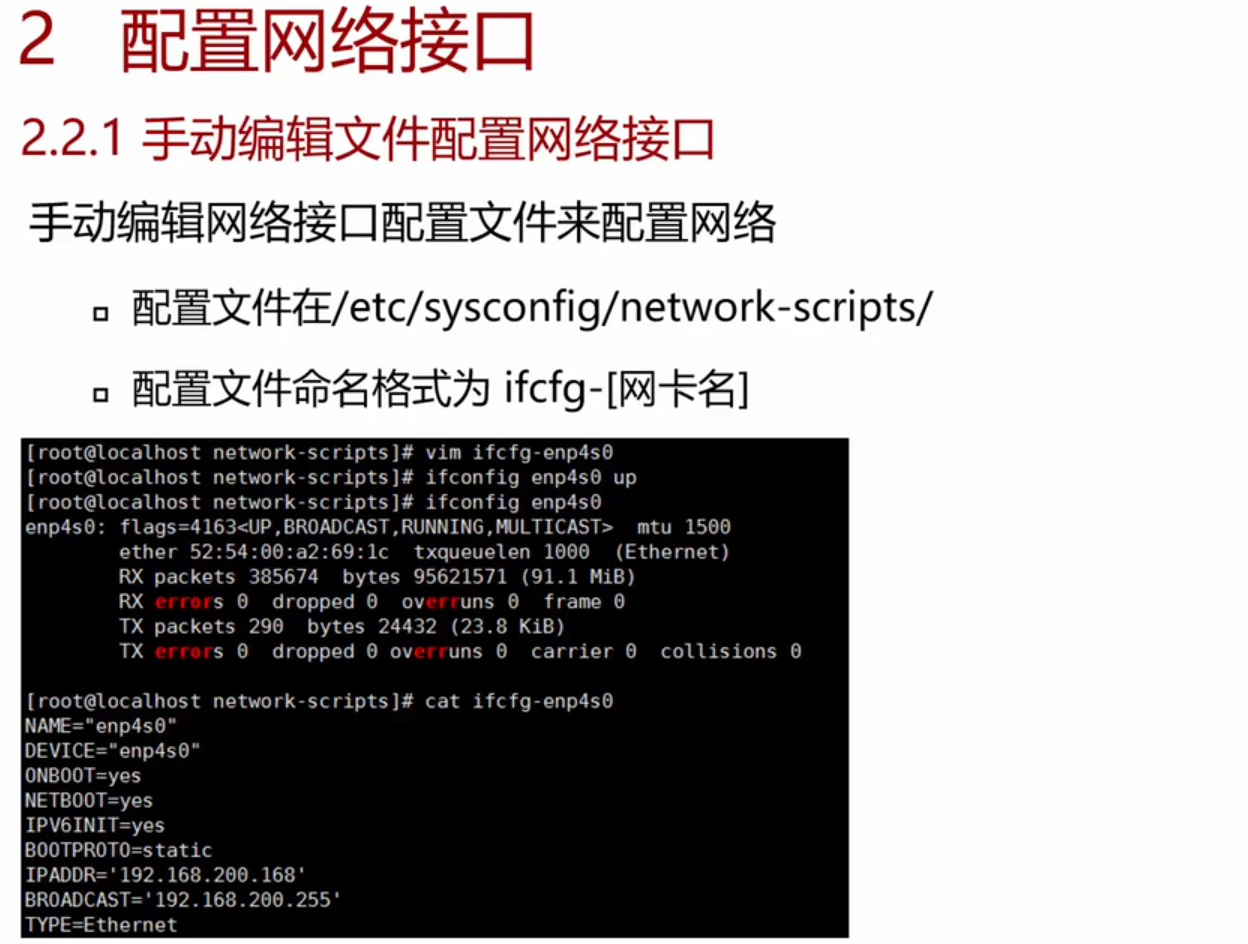 2 配置网络接口
2.2.1 手动编辑文件配置网络接口
手动编辑网络接口配置文件来配置网络
配置文件在/etc/sysconfig/network-scripts/
配置文件命名格式为 ifcfg-[网卡名]
[root@localhost network-scripts]# vim ifcfg-enp4s0
[root@localhost network-scripts]# ifconfig enp4s0 up
[root@localhost network-scripts]# ifconfig enp4s0
enp4s0: flags=4163<UP,BROADCAST,RUNNING,MULTICAST>  mtu 1500
        ether 52:54:00:a2:69:1c  txqueuelen 1000  (Ethernet)
        RX packets 385674  bytes 95621571 (91.1 MiB)
        RX errors 0  dropped 0  overruns 0  frame 0
        TX packets 290  bytes 24432 (23.8 KiB)
        TX errors 0  dropped 0 overruns 0  carrier 0  collisions 0
[root@localhost network-scripts]# cat ifcfg-enp4s0
NAME="enp4s0"
DEVICE="enp4s0"
ONBOOT=yes
NETBOOT=yes
IPV6INIT=yes
BOOTPROTO=static
IPADDR='192.168.200.168'
BROADCAST='192.168.200.255'
TYPE=Ethernet